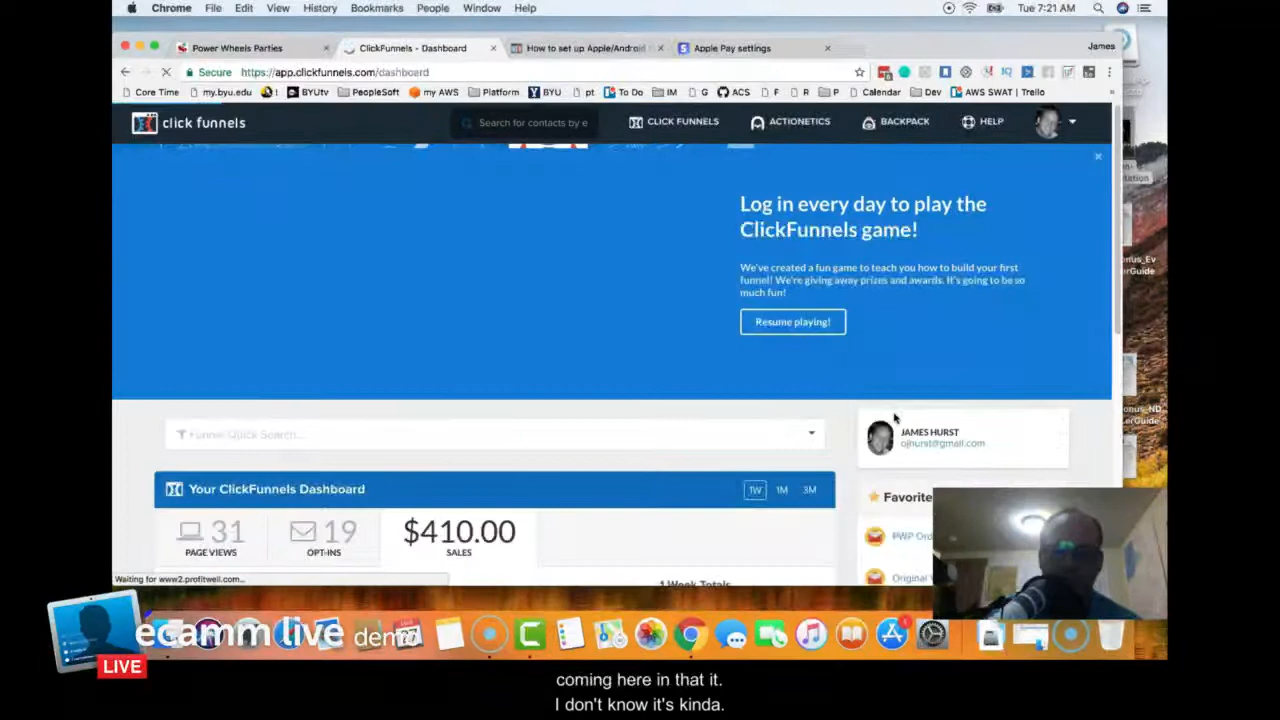 Chrome File Edit View History Bookmarks People Window Help Tue 7:21 AM
Power Wheels Parties ClickFunnels - Dashboard How to set up Apple/Android Apple Pay settings James
Secure https://app.clickfunnels.com/dashboard
Core Time my.byu.edu BYUtv PeopleSoft my AWS Platform BYU pt To Do IM G ACS F R P Calendar Dev AWS SWAT | Trello
click funnels Search for contacts by e CLICK FUNNELS ACTIONETICS BACKPACK HELP
Log in every day to play the
ClickFunnels game!
We've created a fun game to teach you how to build your first
funnel! We're giving away prizes and awards. It's going to be so
much fun!
Resume playing!
Funnel Quick Search...
JAMES HURST
ojhurst@gmail.com
Your ClickFunnels Dashboard 1W 1M 3M
Favorite
31 19 $410.00
PAGE VIEWS OPT-INS SALES
PWP Ord
Original
1 Week Totals
Waiting for www2.profitwell.com...
ecamm live demo
LIVE
coming here in that it.
I don't know it's kinda.